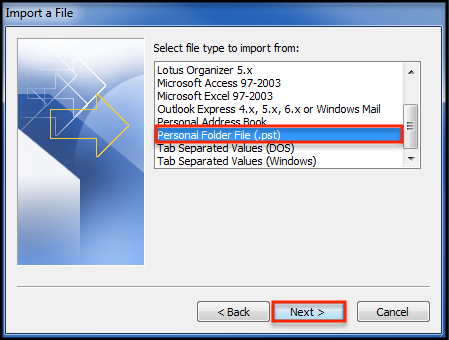 Import a File
Select file type to import from:
Lotus Organizer 5.x
Microsoft Access 97-2003
Microsoft Excel 97-2003
Outlook Express 4.x, 5.x, 6.x or Windows Mail
Personal Address Book
Personal Folder File (.pst)
Tab Separated Values (DOS)
Tab Separated Values (Windows)
< Back
Next >
Cancel